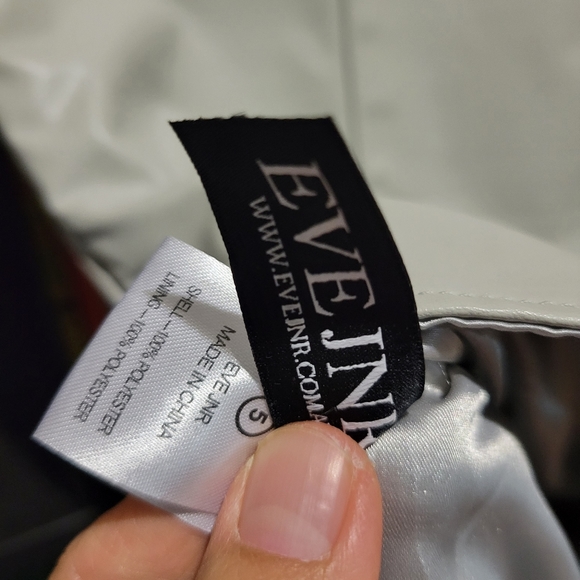 EVE JNR
WWW.EVEJNR.COM.A
EVE JNR
MADE IN CHINA
SHELL-100% POLYESTER
LINING-100% POLYESTER
5